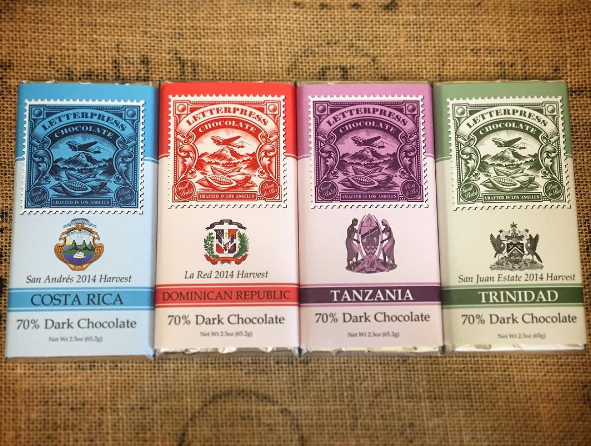 LETTERPRESS
CHOCOLATE
CRAFTED IN LOS ANGELES
San Andrés 2014 Harvest
COSTA RICA
70% Dark Chocolate
Net Wt 2.3oz (65.2g)
LETTERPRESS
CHOCOLATE
CRAFTED IN LOS ANGELES
La Red 2014 Harvest
DOMINICAN REPUBLIC
70% Dark Chocolate
Net Wt 2.3oz (65.2g)
LETTERPRESS
CHOCOLATE
CRAFTED IN LOS ANGELES
TANZANIA
70% Dark Chocolate
Net Wt 2.3oz (65.2g)
LETTERPRESS
CHOCOLATE
CRAFTED IN LOS ANGELES
San Juan Estate 2014 Harvest
TRINIDAD
70% Dark Chocolate
Net Wt 2.3oz (65g)